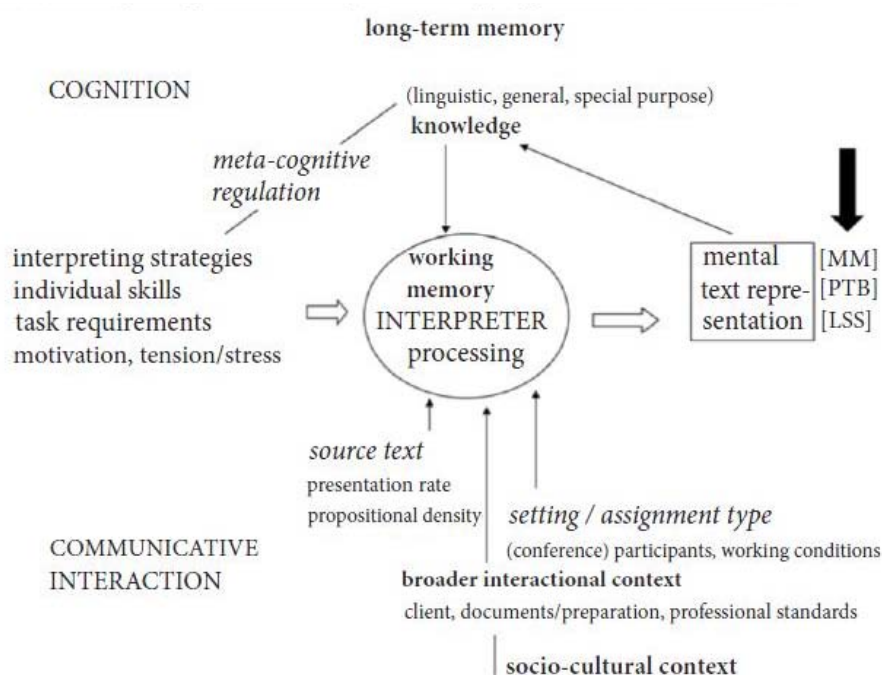 long-term memory
COGNITION
(linguistic, general, special purpose)
knowledge
meta-cognitive
regulation
interpreting strategies
individual skills
task requirements
motivation, tension/stress
working
memory
INTERPRETER
processing
mental
text repre-
sentation
[MM]
[PTB]
[LSS]
source text
presentation rate
propositional density
setting / assignment type
(conference) participants, working conditions
COMMUNICATIVE
INTERACTION
broader interactional context
client, documents/preparation, professional standards
socio-cultural context